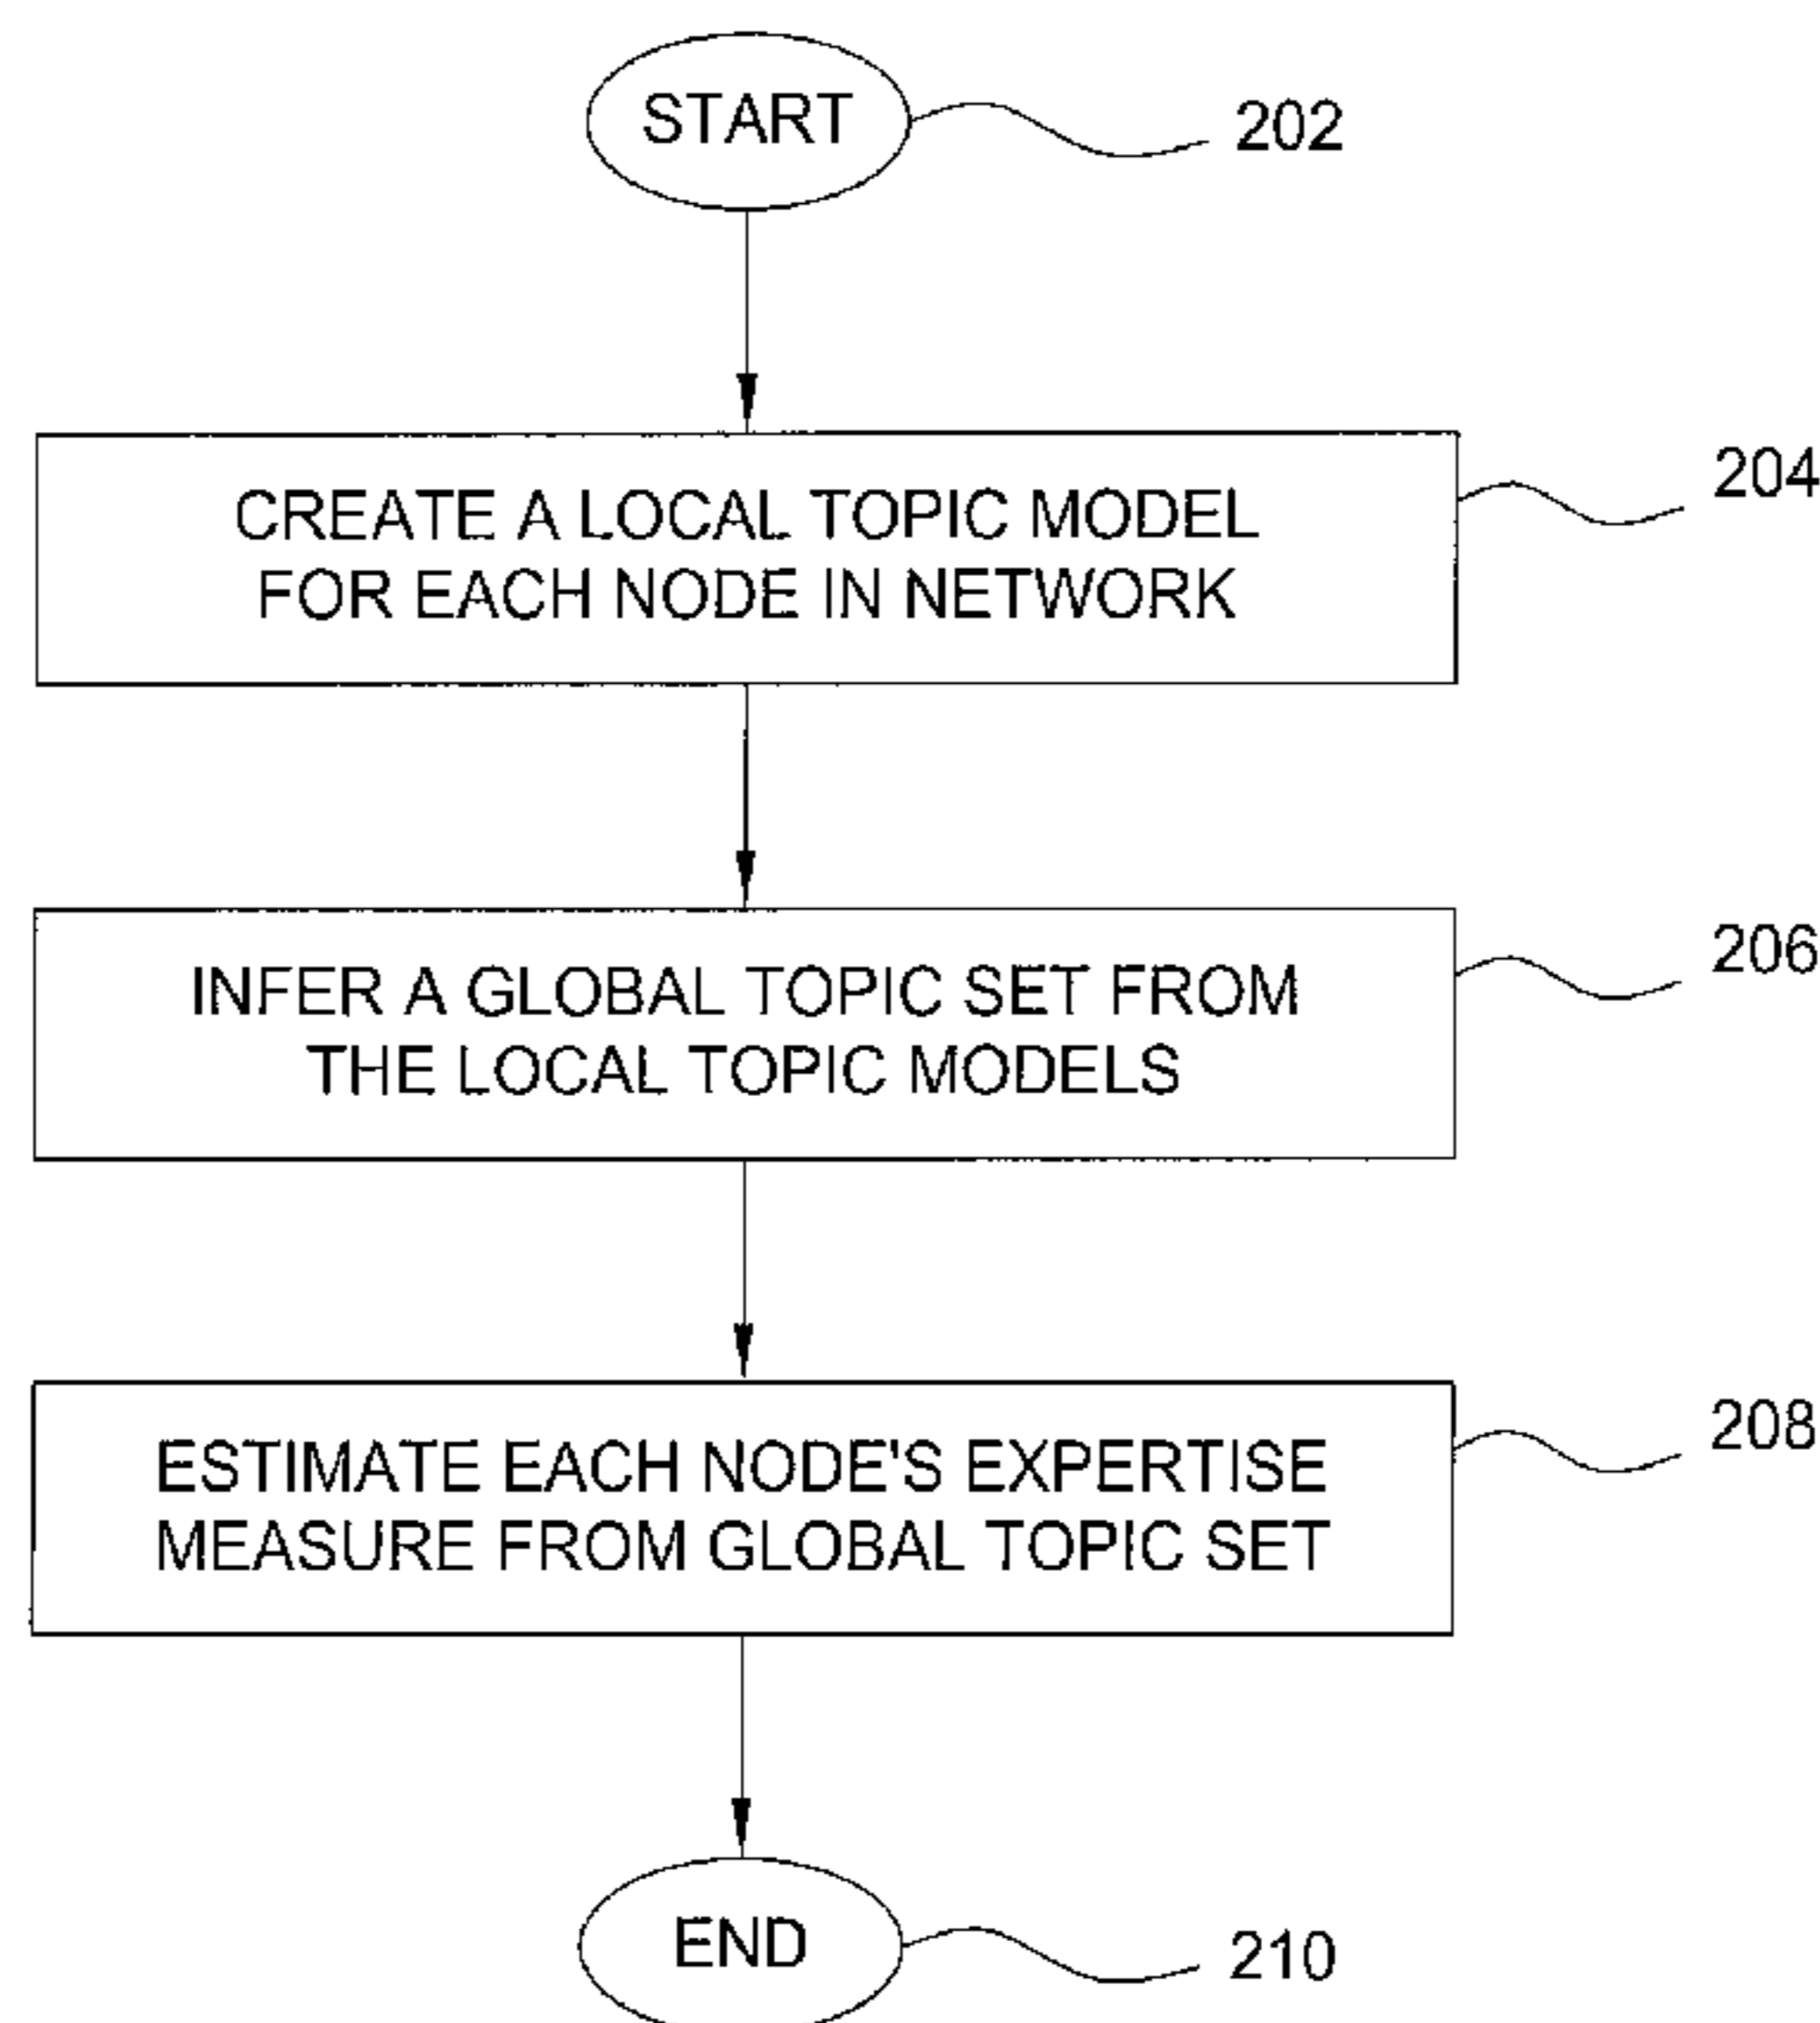 START
202
CREATE A LOCAL TOPIC MODEL
FOR EACH NODE IN NETWORK
204
INFER A GLOBAL TOPIC SET FROM
THE LOCAL TOPIC MODELS
206
ESTIMATE EACH NODE'S EXPERTISE
MEASURE FROM GLOBAL TOPIC SET
208
END
210